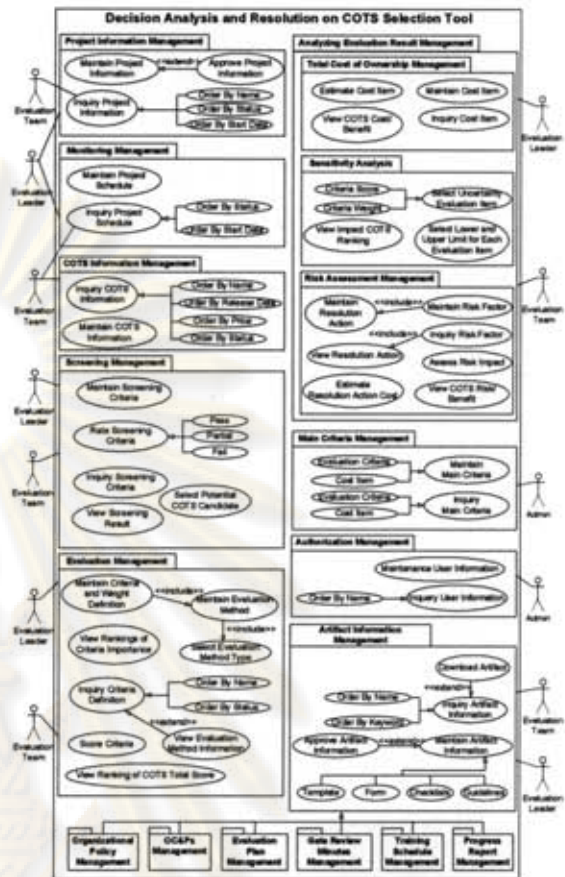 Decision Analysis and Resolution on COTS Selection Tool
Project Information Management
Maintain Project
Information
<<extend>>
Approve Project
Information
Inquiry Project
Information
Order By Name
Order By Status
Order By Start Date
Evaluation
Team
Evaluation
Leader
Monitoring Management
Maintain Project
Schedule
Inquiry Project
Schedule
Order By Status
Order By Start Date
Evaluation
Team
COTS Information Management
Inquiry COTS
Information
Order By Name
Order By Release Date
Order By Price
Order By Status
Maintain COTS
Information
Screening Management
Maintain Screening
Criteria
Rate Screening
Criteria
Pass
Partial
Fail
Inquiry Screening
Criteria
Select Potential
COTS Candidate
View Screening
Result
Evaluation
Leader
Evaluation
Team
Evaluation Management
Maintain Criteria
and Weight
Definition
<<include>>
Maintain Evaluation
Method
<<include>>
View Rankings of
Criteria Importance
Select Evaluation
Method Type
Inquiry Criteria
Definition
Order By Name
Order By Status
<<extend>>
Score Criteria
View Evaluation
Method Information
View Ranking of COTS Total Score
Evaluation
Leader
Evaluation
Team
Analyzing Evaluation Result Management
Total Cost of Ownership Management
Estimate Cost Item
Maintain Cost Item
View COTS Cost/
Benefit
Inquiry Cost Item
Evaluation
Leader
Sensitivity Analysis
Criteria Score
Criteria Weight
Select Uncertainty
Evaluation Item
View Impact COTS
Ranking
Select Lower and
Upper Limit for Each
Evaluation Item
Risk Assessment Management
Maintain
Resolution
Action
<<include>>
Maintain Risk Factor
<<include>>
Inquiry Risk Factor
View Resolution Action
Assess Risk Impact
Estimate
Resolution Action Cost
View COTS Risk/
Benefit
Evaluation
Team
Main Criteria Management
Evaluation Criteria
Cost Item
Maintain
Main Criteria
Evaluation Criteria
Cost Item
Inquiry
Main Criteria
Admin
Authorization Management
Maintenance User Information
Order By Name
Inquiry User Information
Admin
Artifact Information
Management
Download Artifact
<<extend>>
Order By Name
Order By Keyword
Inquiry Artifact
Information
Approve Artifact
Information
<<extend>>
Maintain Artifact
Information
Template
Form
Checklists
Guidelines
Evaluation
Team
Evaluation
Leader
Organizational
Policy
Management
OC&Ps
Management
Evaluation
Plan
Management
Gate Review
Minutes
Management
Training
Schedule
Management
Progress
Report
Management